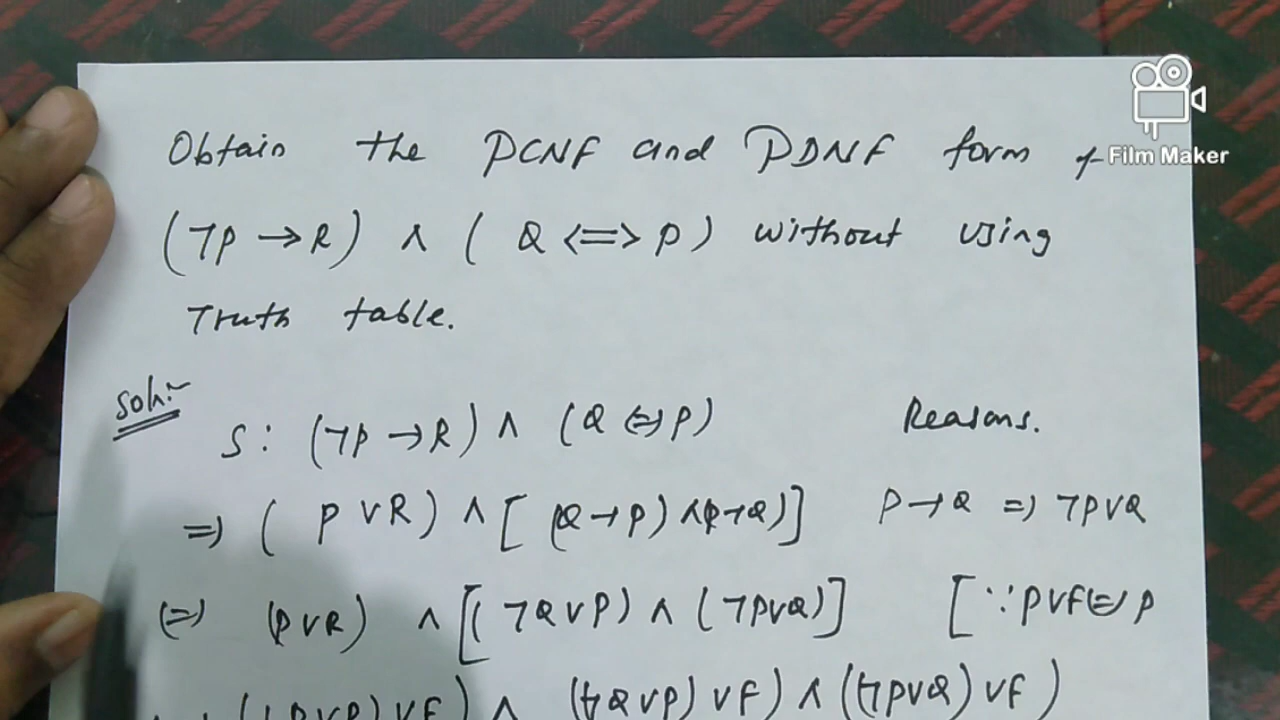 Film Maker
Obtain the PCNF and PDNF form of
(¬P → R) ∧ ( Q <=> P ) without using
Truth table.
Soln:-
S: (¬P → R) ∧ (Q <=> P) Reasons.
=> ( P ∨ R ) ∧ [ (Q → P) ∧ (P → Q) ] P → Q => ¬P ∨ Q
<=> (P ∨ R) ∧ [( ¬Q ∨ P) ∧ (¬P ∨ Q)] [ ∵ P ∨ F <=> P
∨ F ) ∧ (¬Q ∨ P) ∨ F ) ∧ (¬P ∨ Q) ∨ F )